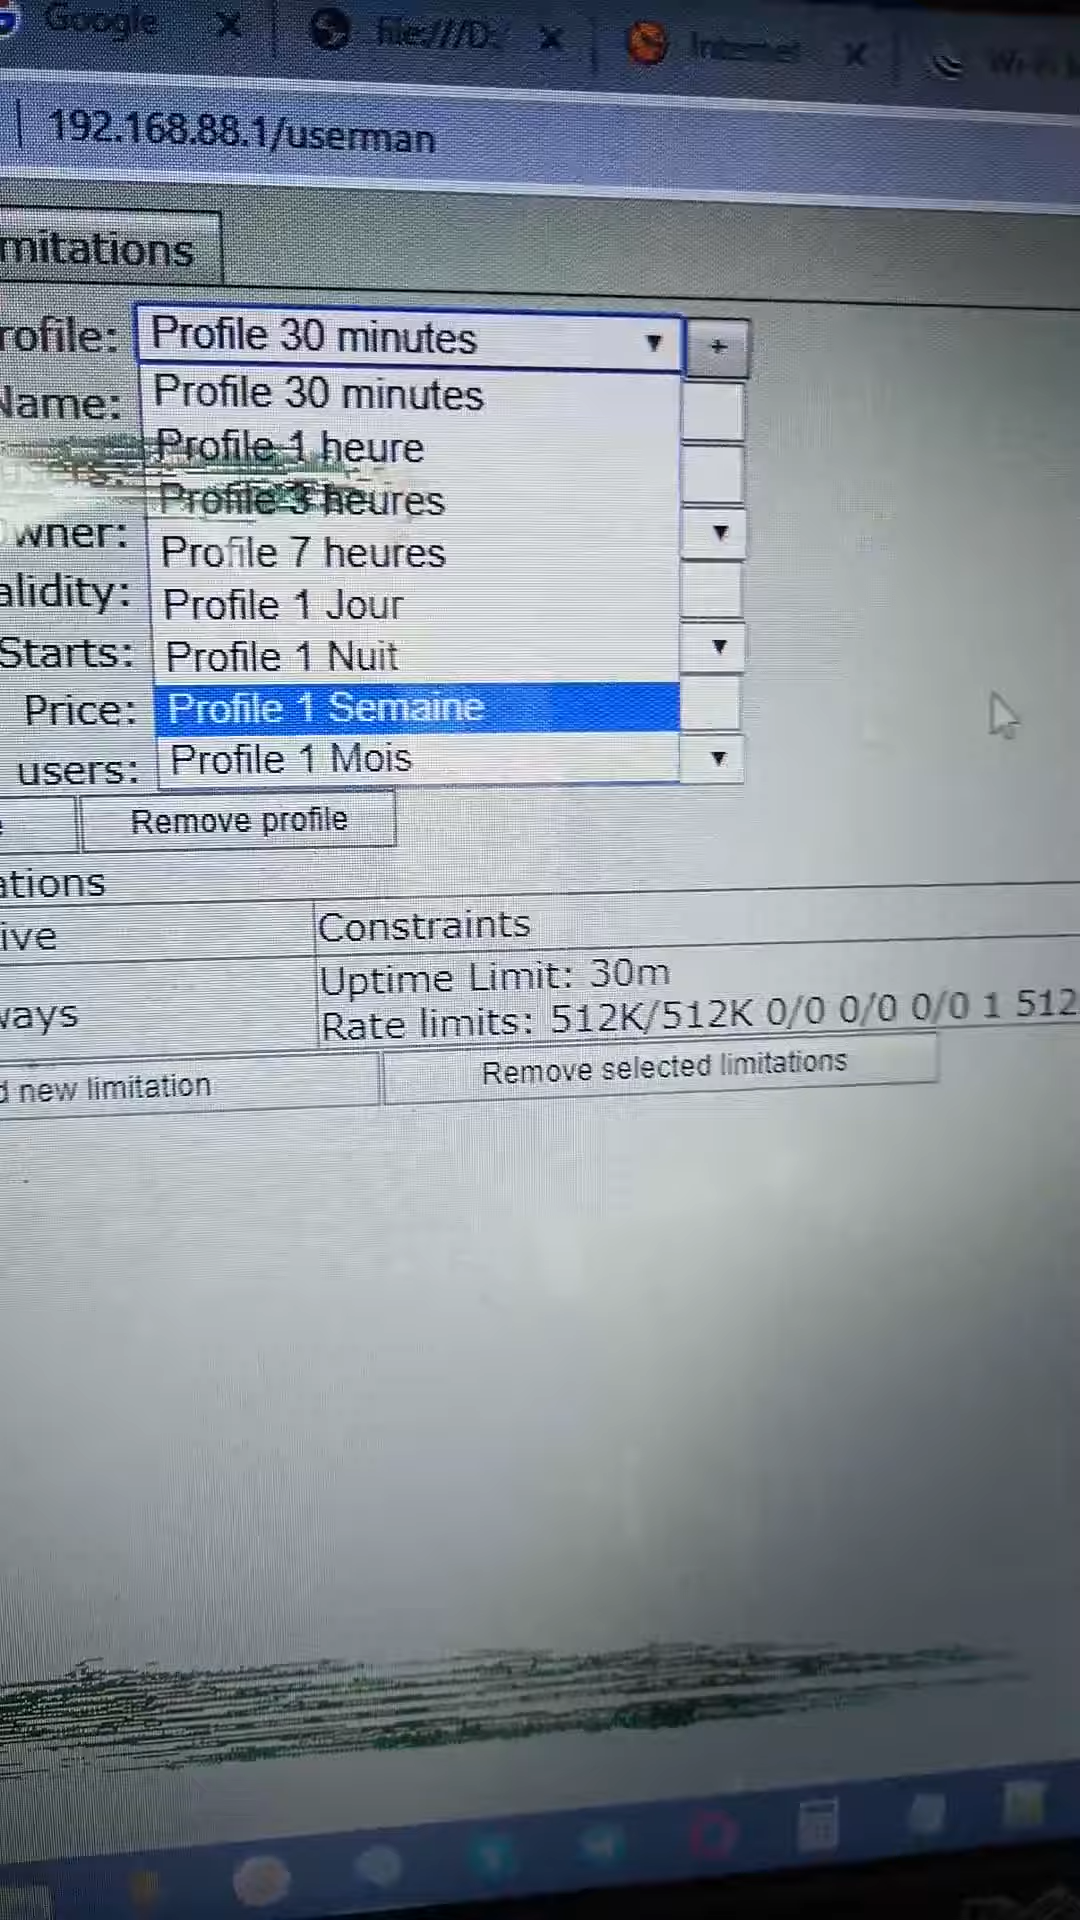 Google
file:///D:
Internet
192.168.88.1/userman
mitations
rofile: Profile 30 minutes +
Name: Profile 30 minutes
Profile 1 heure
Profile 3 heures
wner: Profile 7 heures
alidity: Profile 1 Jour
Starts: Profile 1 Nuit
Price: Profile 1 Semaine
users: Profile 1 Mois
Remove profile
ations
ive Constraints
Uptime Limit: 30m
ways
Rate limits: 512K/512K 0/0 0/0 0/0 1 512
d new limitation Remove selected limitations